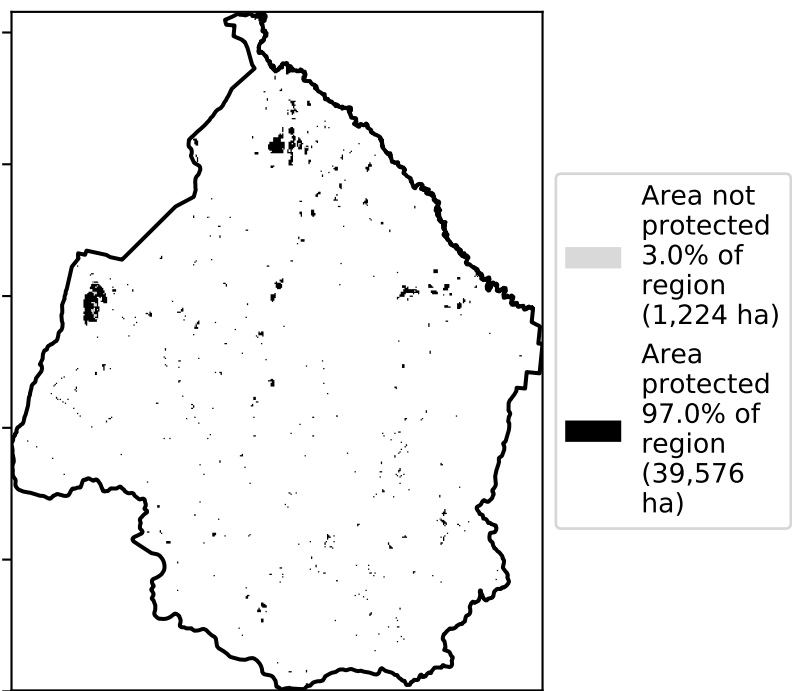 Area not
protected
3.0% of
region
(1,224 ha)
Area
protected
97.0% of
region
(39,576
ha)